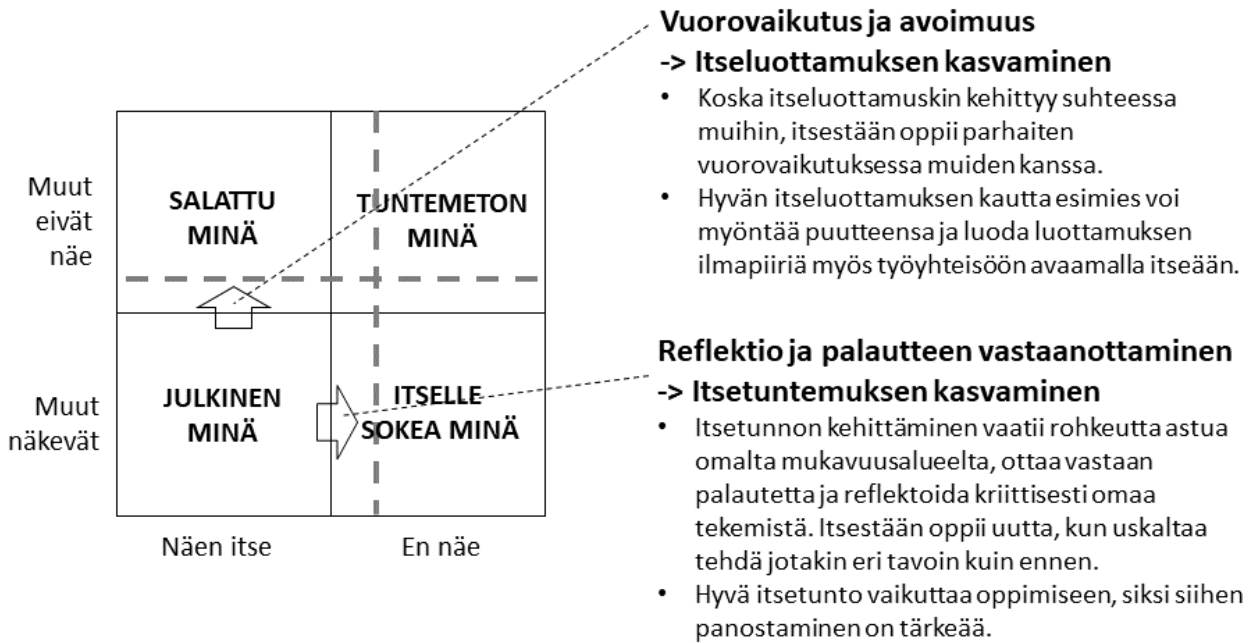 Vuorovaikutus ja avoimuus
-> Itseluottamuksen kasvaminen
• Koska itseluottamuskin kehittyy suhteessa
muihin, itsestään oppii parhaiten
vuorovaikutuksessa muiden kanssa.
• Hyvän itseluottamuksen kautta esimies voi
myöntää puutteensa ja luoda luottamuksen
ilmapiiriä myös työyhteisöön avaamalla itseään.
Muut
eivät
näe
SALATTU
MINÄ
TUNTEMETON
MINÄ
Muut
näkevät
JULKINEN
MINÄ
ITSELLE
SOKEA MINÄ
Näen itse
En näe
Reflektio ja palautteen vastaanottaminen
-> Itsetuntemuksen kasvaminen
• Itsetunnon kehittäminen vaatii rohkeutta astua
omalta mukavuusalueelta, ottaa vastaan
palautetta ja reflektoida kriittisesti omaa
tekemistä. Itsestään oppii uutta, kun uskaltaa
tehdä jotakin eri tavoin kuin ennen.
• Hyvä itsetunto vaikuttaa oppimiseen, siksi siihen
panostaminen on tärkeää.